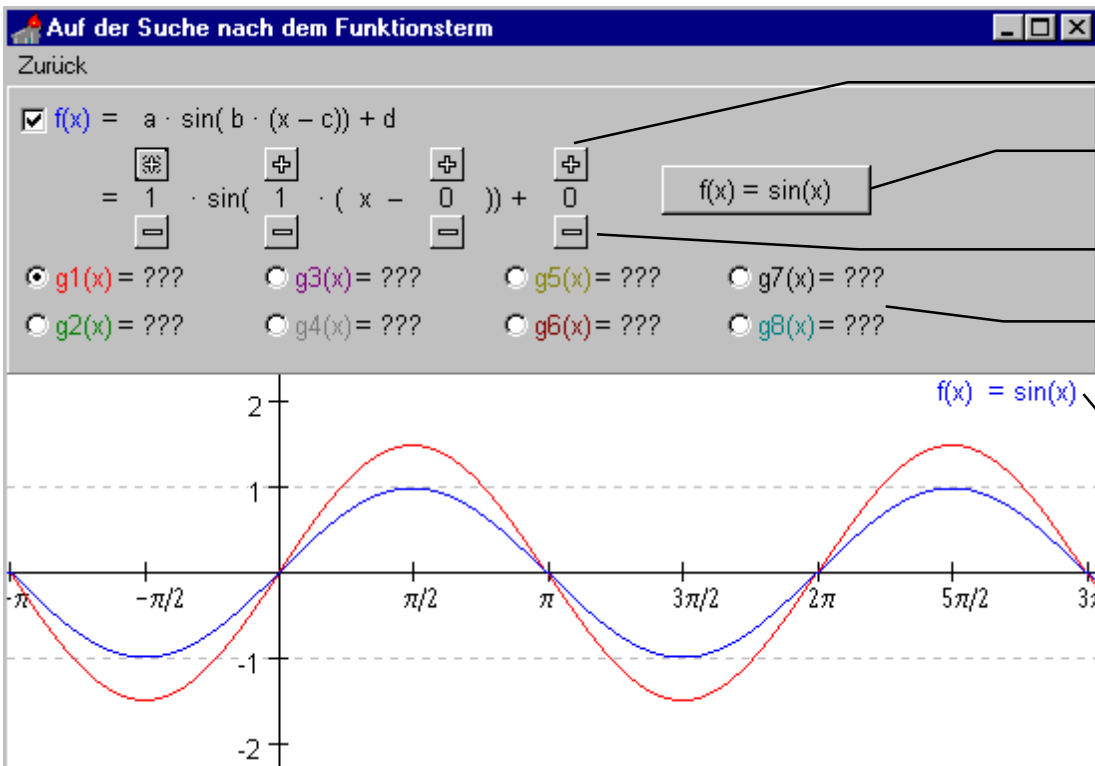 Auf der Suche nach dem Funktionsterm
Zurück
f(x) = a · sin( b · (x – c)) + d
= 1 · sin( 1 · ( x – 0 )) + 0
f(x) = sin(x)
g1(x) = ??? g3(x) = ??? g5(x) = ??? g7(x) = ???
g2(x) = ??? g4(x) = ??? g6(x) = ??? g8(x) = ???
f(x) = sin(x)
2
1
-π -π/2 π/2 π 3π/2 2π 5π/2 3π
-1
-2